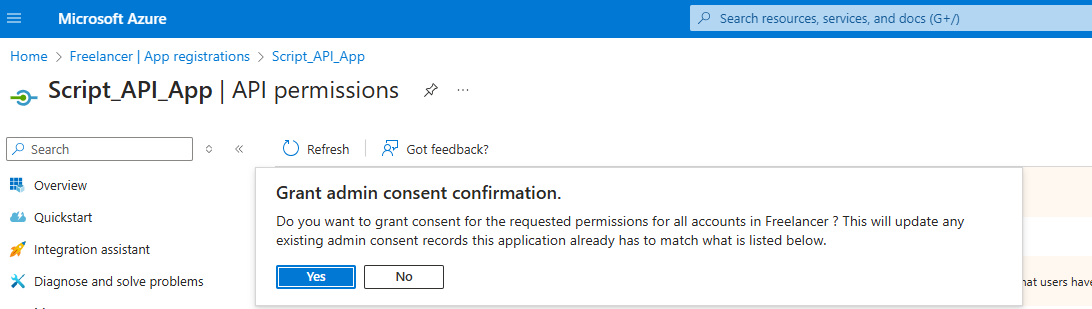 Microsoft Azure
Search resources, services, and docs (G+/)
Home > Freelancer | App registrations > Script_API_App
Script_API_App | API permissions
Search
Refresh
Got feedback?
Overview
Quickstart
Integration assistant
Diagnose and solve problems
Grant admin consent confirmation.
Do you want to grant consent for the requested permissions for all accounts in Freelancer ? This will update any
existing admin consent records this application already has to match what is listed below.
Yes
No
hat users have